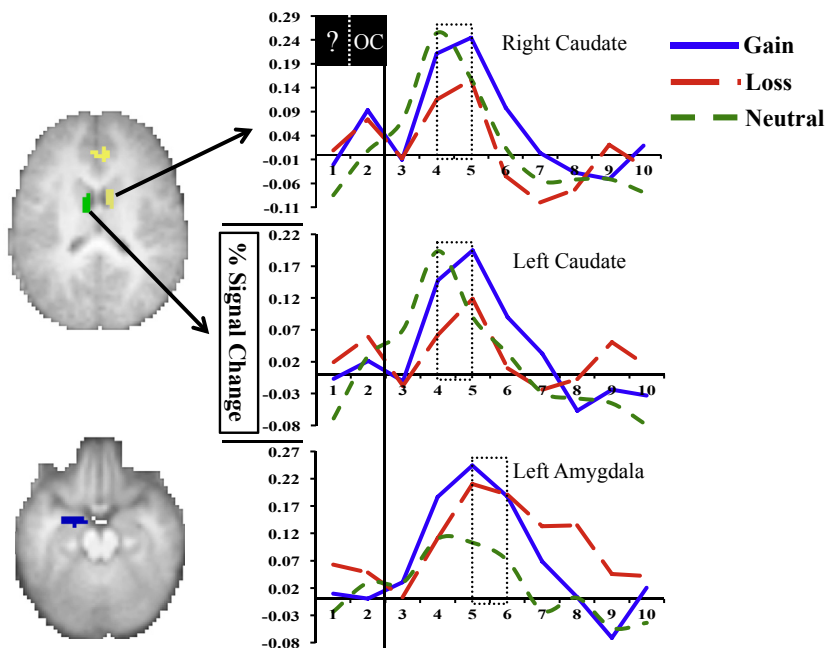 ? OC
0.29
0.24
0.19
0.14
0.09
0.04
-0.01
-0.06
-0.11
1 2 3 4 5 6 7 8 9 10
Right Caudate
Gain
Loss
Neutral
% Signal Change
0.22
0.17
0.12
0.07
0.02
-0.03
-0.08
1 2 3 4 5 6 7 8 9 10
Left Caudate
0.27
0.22
0.17
0.12
0.07
0.02
-0.03
-0.08
1 2 3 4 5 6 7 8 9 10
Left Amygdala